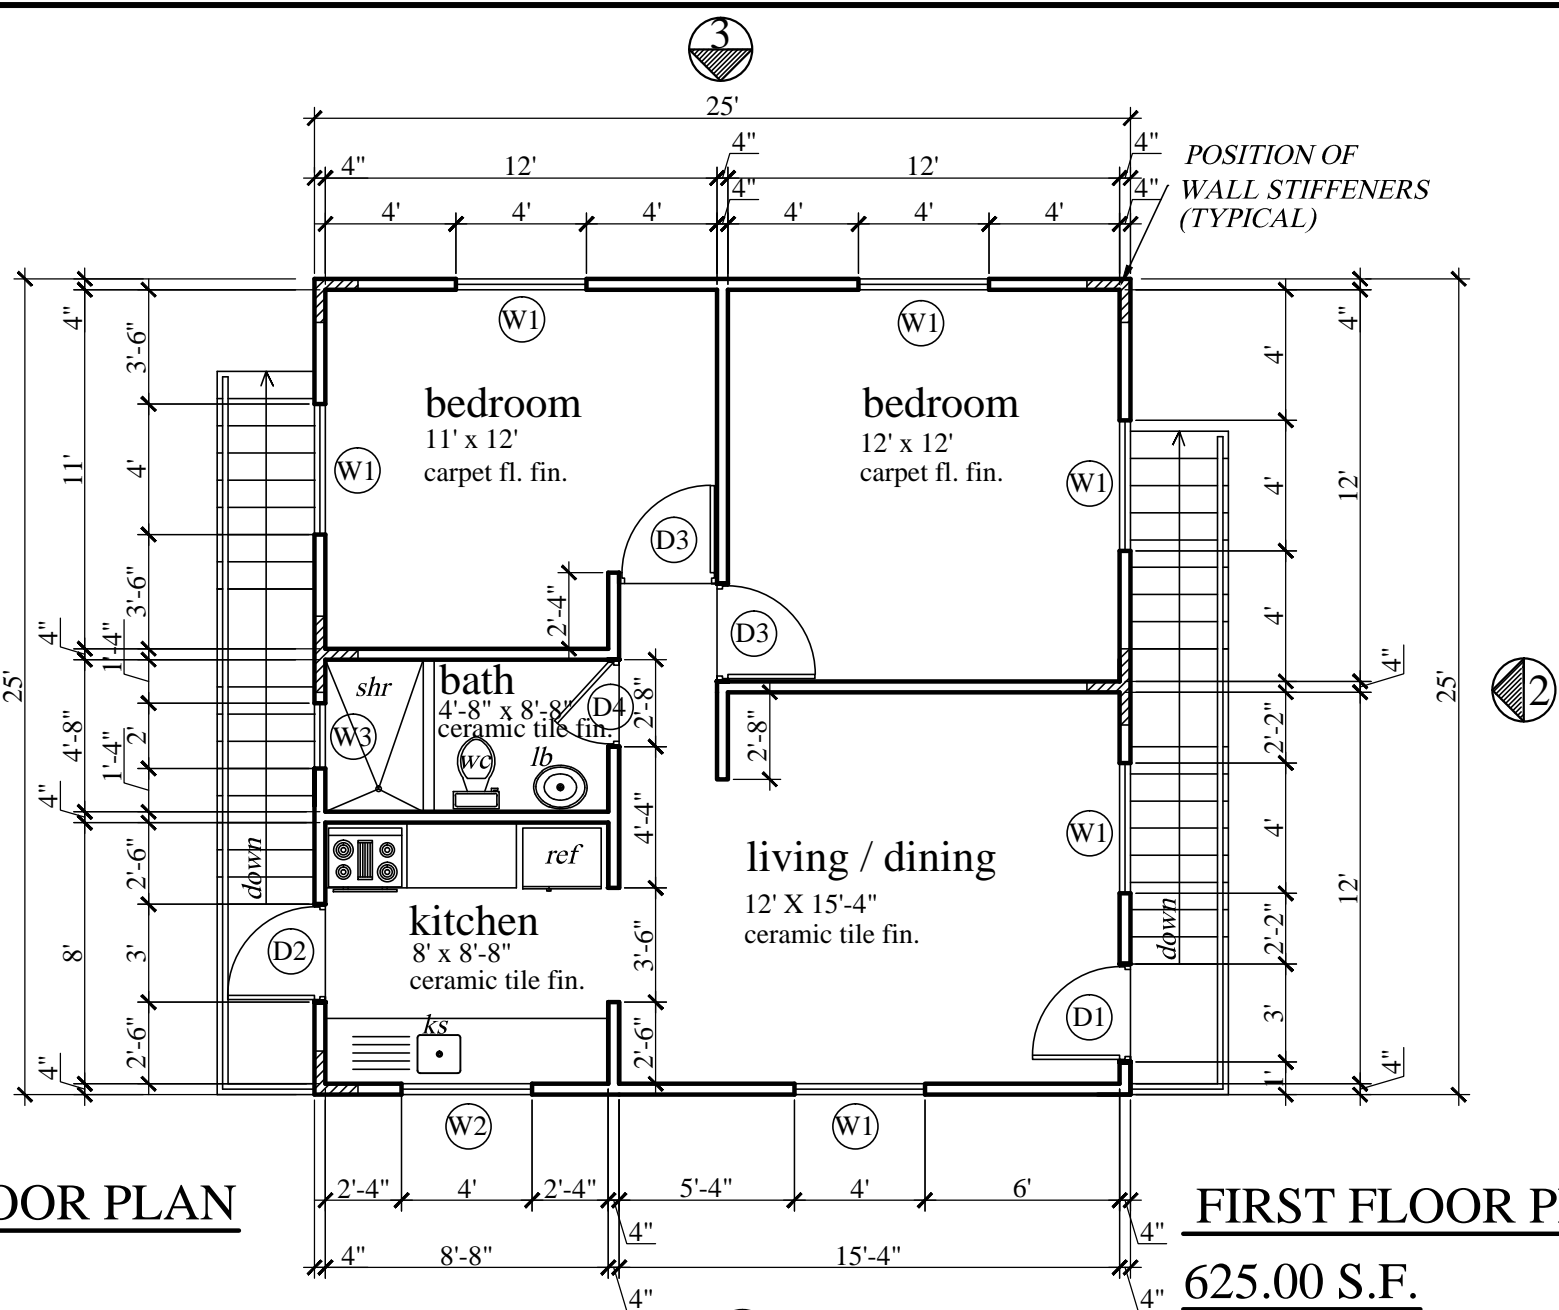 3
25'
4"
4"
4" 12' 12'
POSITION OF
WALL STIFFENERS
(TYPICAL)
4"
4"
4' 4' 4' 4' 4' 4'
4"
3'-6"
4"
4'
W1
W1
bedroom
11' x 12'
carpet fl. fin.
bedroom
12' x 12'
carpet fl. fin.
11'
4'
W1
W1
4'
12'
D3
3'-6"
2'-4"
4'
4"
1'-4"
D3
25'
4"
25'
2
shr
bath
4'-8" x 8'-8"
ceramic tile fin.
D4
2'-8"
4'-8"
2'
1'-4"
W3
wc
lb
2'-8"
2'-2"
4"
2'-6"
down
ref
4'-4"
living / dining
12' X 15'-4"
ceramic tile fin.
W1
4'
12'
kitchen
8' x 8'-8"
ceramic tile fin.
8'
3'
D2
3'-6"
down
2'-2"
ks
D1
3'
2'-6"
4"
2'-6"
1'
4"
W2
W1
2'-4" 4' 2'-4" 5'-4" 4' 6'
4"
4"
4" 8'-8" 15'-4"
4"
4"
OOR PLAN
FIRST FLOOR P
625.00 S.F.